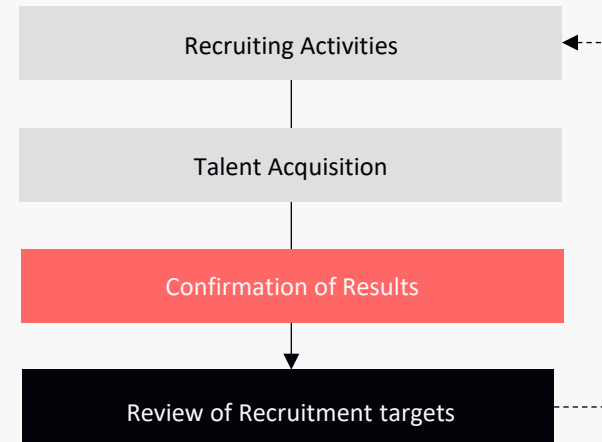 Recruiting Activities
Talent Acquisition
Confirmation of Results
Review of Recruitment targets